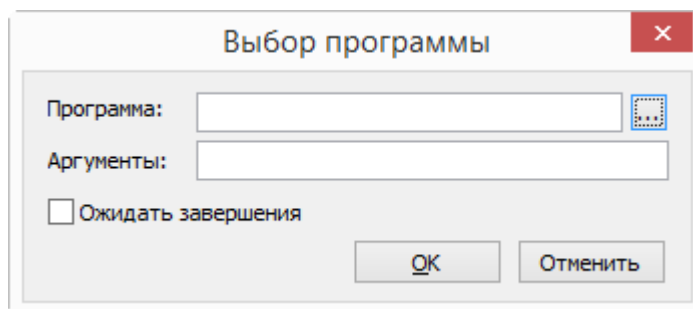 Выбор программы
Программа:
...
Аргументы:
Ожидать завершения
OK Отменить